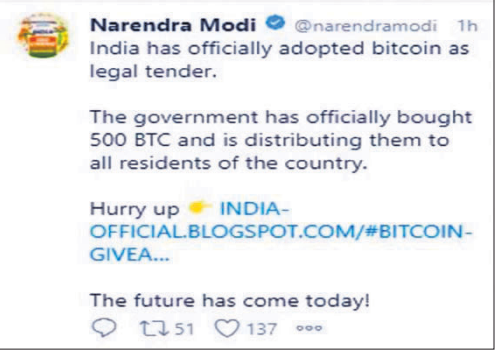 Narendra Modi @narendramodi 1h
India has officially adopted bitcoin as
legal tender.
The government has officially bought
500 BTC and is distributing them to
all residents of the country.
Hurry up 👉 INDIA-
OFFICIAL.BLOGSPOT.COM/#BITCOIN-
GIVEA...
The future has come today!
51 137